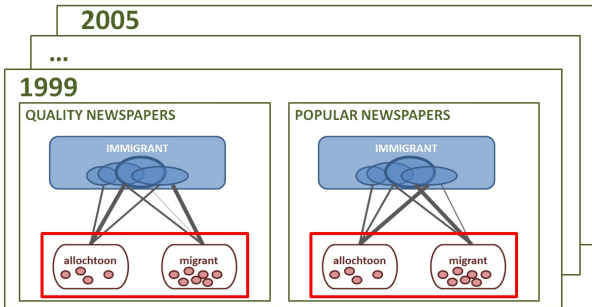 2005
...
1999
QUALITY NEWSPAPERS
IMMIGRANT
allochtoon
migrant
POPULAR NEWSPAPERS
IMMIGRANT
allochtoon
migrant